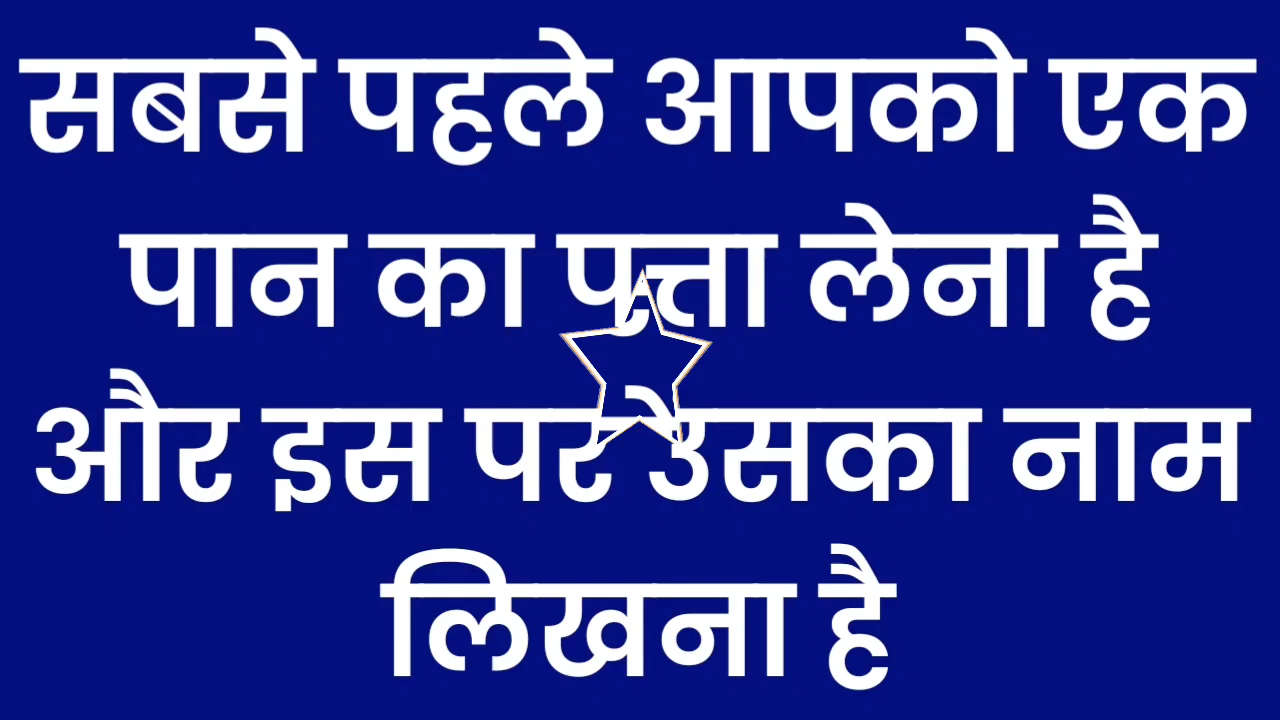 सबसे पहले आपको एक
पान का पत्ता लेना है
और इस पर उसका नाम
लिखना है